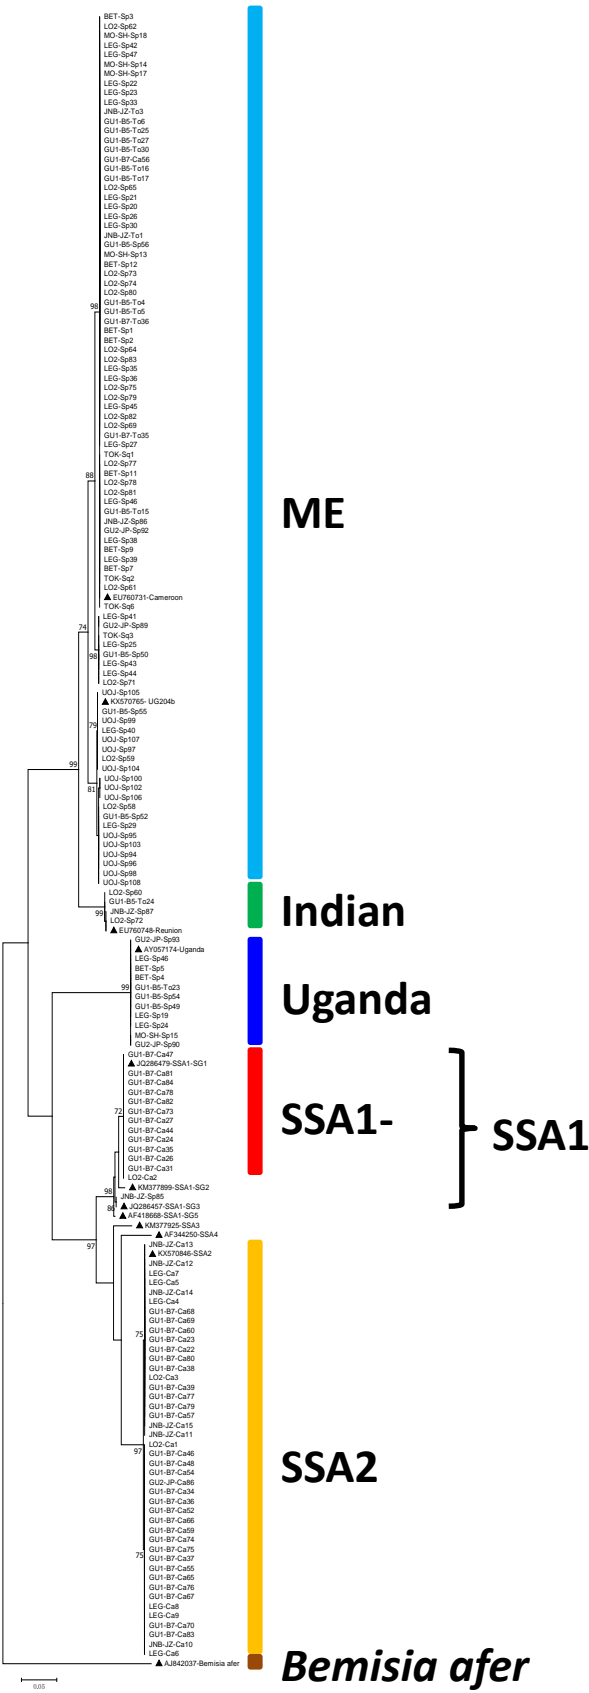 BET-Sp3
LO2-Sp62
MO-SH-Sp18
LEG-Sp42
LEG-Sp47
MO-SH-Sp14
MO-SH-Sp17
LEG-Sp22
LEG-Sp23
LEG-Sp33
JNB-JZ-To3
GU1-B5-To6
GU1-B5-To25
GU1-B5-To27
GU1-B5-To30
GU1-B7-Ca56
GU1-B5-To16
GU1-B5-To17
LO2-Sp65
LEG-Sp21
LEG-Sp20
LEG-Sp26
LEG-Sp30
JNB-JZ-To1
GU1-B5-Sp56
MO-SH-Sp13
BET-Sp12
LO2-Sp73
LO2-Sp74
LO2-Sp80
GU1-B5-To4
98
GU1-B5-To5
GU1-B7-To36
BET-Sp1
BET-Sp2
LO2-Sp64
LO2-Sp83
LEG-Sp35
LEG-Sp36
LO2-Sp75
LO2-Sp79
LEG-Sp45
LO2-Sp82
LO2-Sp69
GU1-B7-To35
LEG-Sp27
TOK-Sq1
LO2-Sp77
BET-Sp11
88
LO2-Sp78
LO2-Sp81
LEG-Sp46
GU1-B5-To15
ME
JNB-JZ-Sp86
GU2-JP-Sp92
LEG-Sp38
BET-Sp9
LEG-Sp39
BET-Sp7
TOK-Sq2
LO2-Sp61
EU760731-Cameroon
TOK-Sq6
LEG-Sp41
GU2-JP-Sp89
74
TOK-Sq3
LEG-Sp25
GU1-B5-Sp50
98
LEG-Sp43
LEG-Sp44
LO2-Sp71
UOJ-Sp105
KX570765- UG204b
GU1-B5-Sp55
UOJ-Sp99
79
LEG-Sp40
UOJ-Sp107
UOJ-Sp97
LO2-Sp59
99
UOJ-Sp104
UOJ-Sp100
UOJ-Sp102
81
UOJ-Sp106
LO2-Sp58
GU1-B5-Sp52
LEG-Sp29
UOJ-Sp95
UOJ-Sp103
UOJ-Sp94
UOJ-Sp96
UOJ-Sp98
UOJ-Sp108
LO2-Sp60
GU1-B5-To24
Indian
99
JNB-JZ-Sp87
LO2-Sp72
EU760748-Reunion
GU2-JP-Sp93
AY057174-Uganda
LEG-Sp46
BET-Sp5
BET-Sp4
99
GU1-B5-To23
Uganda
GU1-B5-Sp54
GU1-B5-Sp49
LEG-Sp19
LEG-Sp24
MO-SH-Sp15
GU2-JP-Sp90
GU1-B7-Ca47
JQ286479-SSA1-SG1
GU1-B7-Ca81
GU1-B7-Ca84
GU1-B7-Ca78
GU1-B7-Ca82
72
GU1-B7-Ca73
SSA1-
GU1-B7-Ca27
GU1-B7-Ca44
SSA1
GU1-B7-Ca24
GU1-B7-Ca35
GU1-B7-Ca26
GU1-B7-Ca31
LO2-Ca2
KM377899-SSA1-SG2
98
JNB-JZ-Sp85
JQ286457-SSA1-SG3
86
AF418668-SSA1-SG5
KM377925-SSA3
AF344250-SSA4
97
JNB-JZ-Ca13
KX570846-SSA2
JNB-JZ-Ca12
LEG-Ca7
LEG-Ca5
JNB-JZ-Ca14
LEG-Ca4
GU1-B7-Ca68
GU1-B7-Ca69
GU1-B7-Ca60
75
GU1-B7-Ca23
GU1-B7-Ca22
GU1-B7-Ca80
GU1-B7-Ca38
LO2-Ca3
GU1-B7-Ca39
GU1-B7-Ca77
GU1-B7-Ca79
GU1-B7-Ca57
JNB-JZ-Ca15
JNB-JZ-Ca11
LO2-Ca1
97
GU1-B7-Ca46
GU1-B7-Ca48
SSA2
GU1-B7-Ca54
GU2-JP-Ca86
GU1-B7-Ca34
GU1-B7-Ca36
GU1-B7-Ca52
GU1-B7-Ca66
GU1-B7-Ca59
GU1-B7-Ca74
GU1-B7-Ca75
75
GU1-B7-Ca37
GU1-B7-Ca55
GU1-B7-Ca65
GU1-B7-Ca76
GU1-B7-Ca67
LEG-Ca8
LEG-Ca9
GU1-B7-Ca70
GU1-B7-Ca83
JNB-JZ-Ca10
LEG-Ca6
AJ842037-Bemisia afer
Bemisia afer
0.05